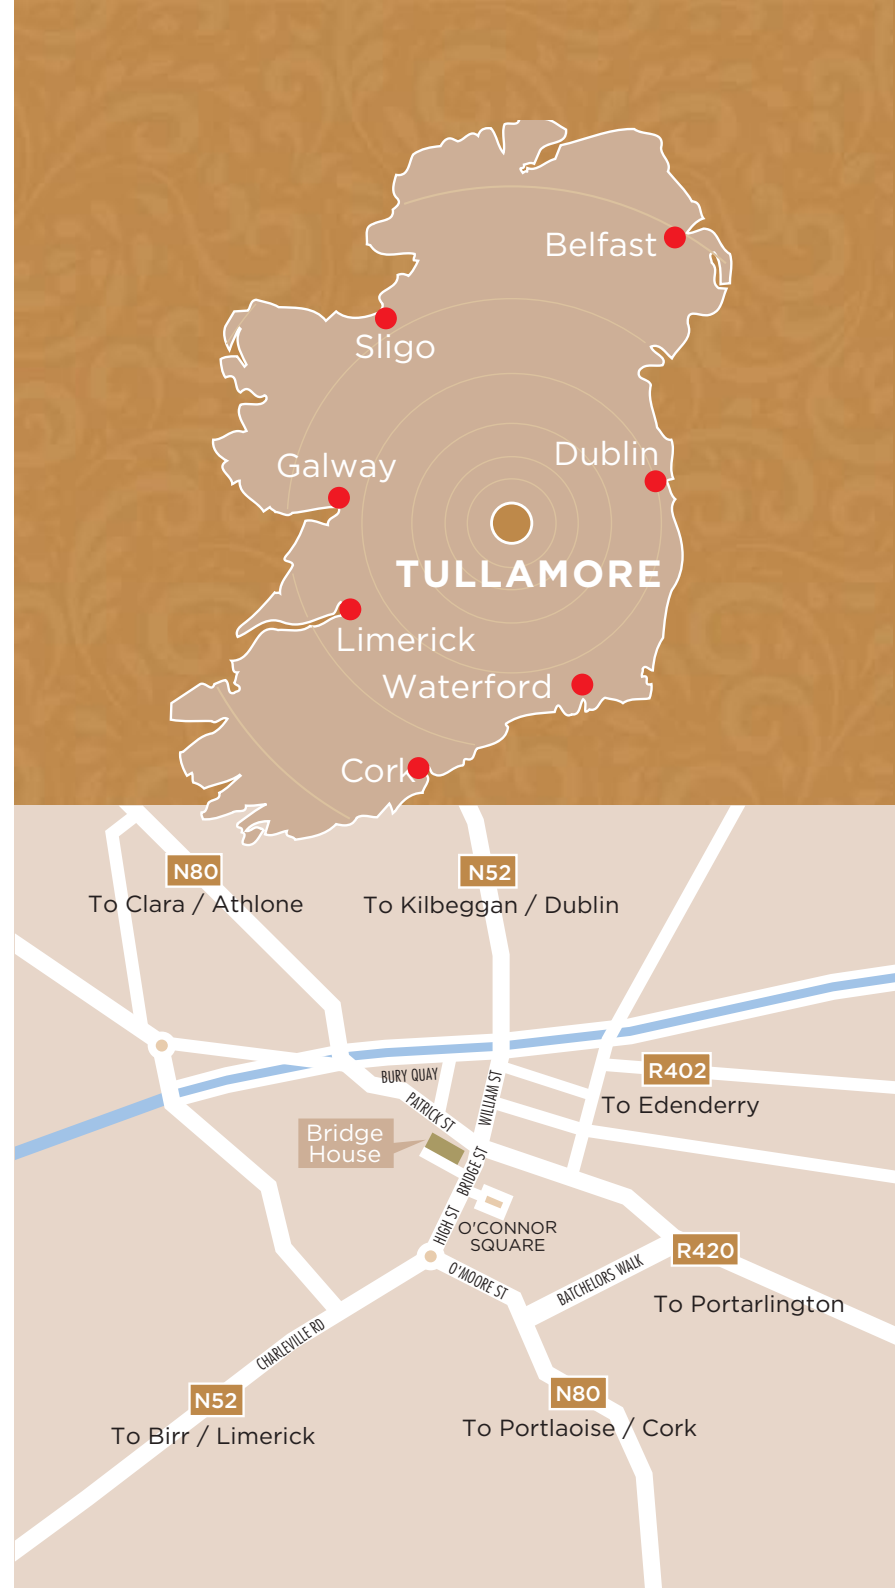 Belfast
Sligo
Dublin
Galway
TULLAMORE
Limerick
Waterford
Cork
N80
To Clara / Athlone
N52
To Kilbeggan / Dublin
R402
To Edenderry
BURY QUAY
PATRICK ST
WILLIAM ST
Bridge
House
BRIDGE ST
HIGH ST
O'CONNOR
SQUARE
R420
To Portarlington
O'MOORE ST
BATCHELORS WALK
CHARLEVILLE RD
N52
To Birr / Limerick
N80
To Portlaoise / Cork